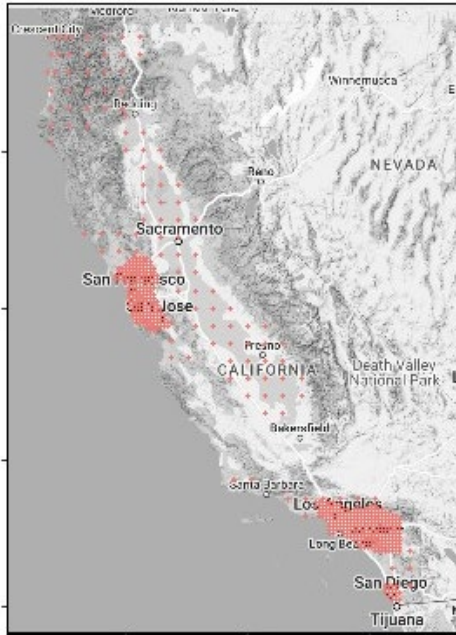 Medford
Crescent City
Winnemucca
Redding
Reno
NEVADA
Sacramento
San Francisco
San Jose
Fresno
CALIFORNIA
Death Valley
National Park
Bakersfield
Santa Barbara
Los Angeles
Long Beach
San Diego
Tijuana